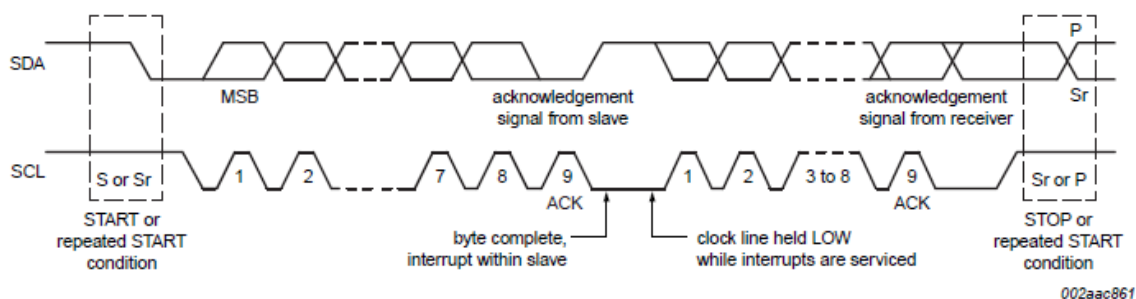 P
SDA
MSB
acknowledgement
signal from slave
acknowledgement
signal from receiver
Sr
SCL
S or Sr
1
2
7
8
9
1
2
3 to 8
9
Sr or P
ACK
ACK
START or
repeated START
condition
byte complete,
interrupt within slave
clock line held LOW
while interrupts are serviced
STOP or
repeated START
condition
002aac861